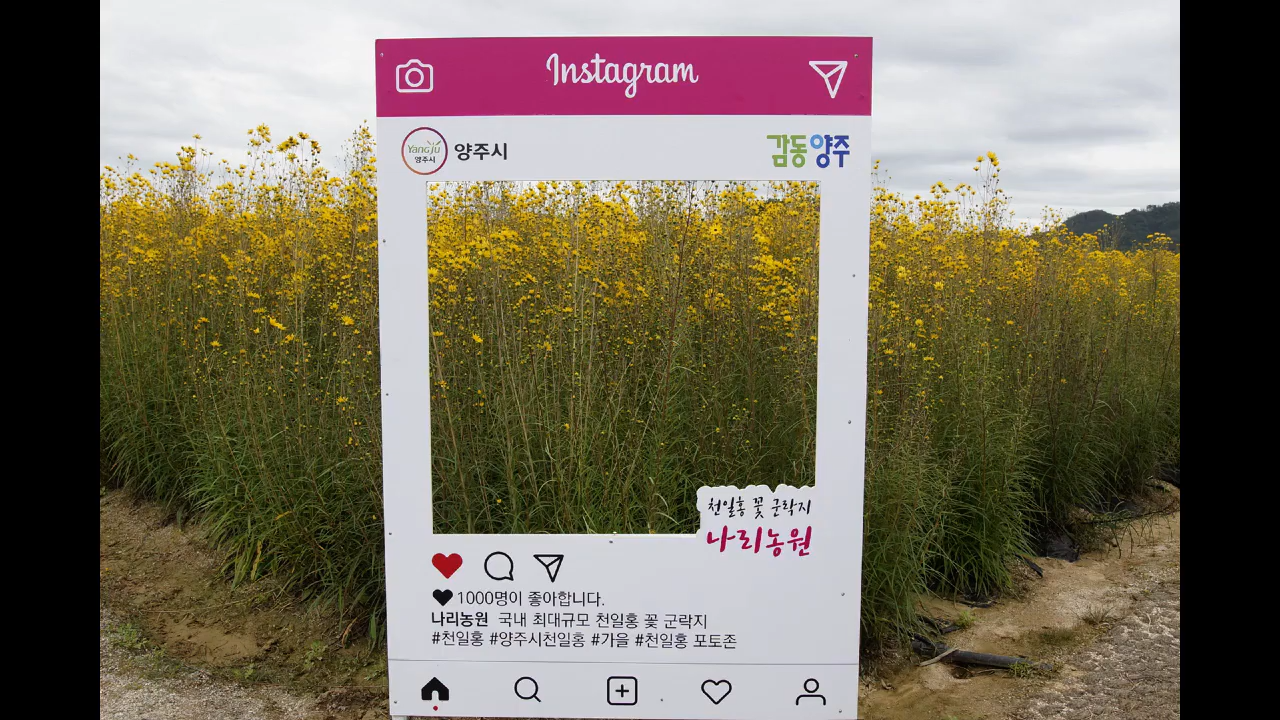 Instagram
Yangju
양주시
양주시
감동양주
천일홍 꽃 군락지
나리농원
1000명이 좋아합니다.
나리농원 국내 최대규모 천일홍 꽃 군락지
#천일홍 #양주시천일홍 #가을 #천일홍 포토존